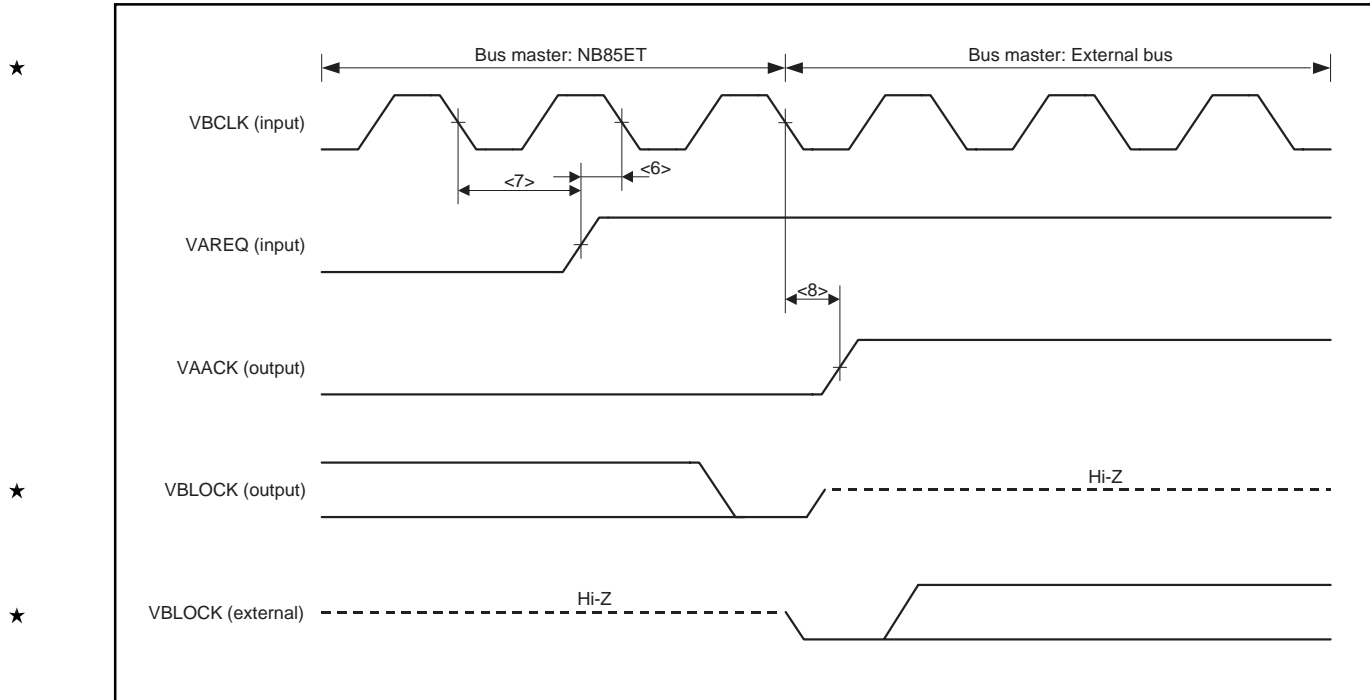 ★
Bus master: NB85ET
Bus master: External bus
VBCLK (input)
<6>
<7>
VAREQ (input)
<8>
VAACK (output)
★
VBLOCK (output)
Hi-Z
★
VBLOCK (external)
Hi-Z